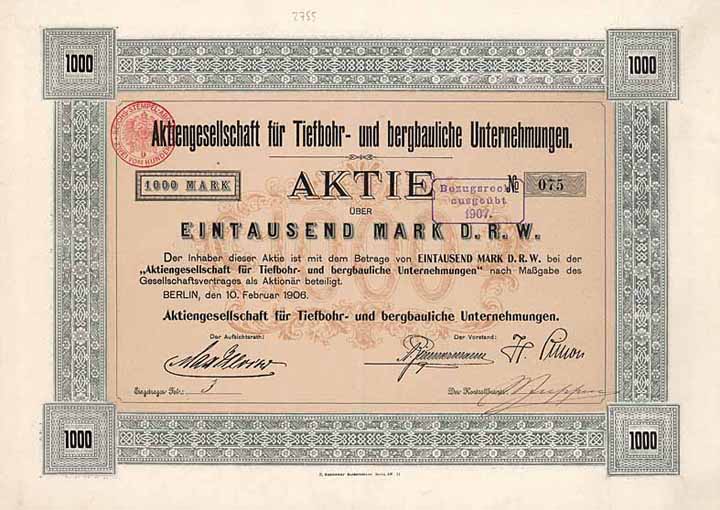 2755
1000 1000
Aktiengesellschaft für Tiefbohr- und bergbauliche Unternehmungen.
1000 MARK AKTIE № 075
Bezugsrecht
ausgeübt
1907.
ÜBER
EINTAUSEND MARK D. R. W.
Der Inhaber dieser Aktie ist mit dem Betrage von EINTAUSEND MARK D. R. W. bei der
„Aktiengesellschaft für Tiefbohr- und bergbauliche Unternehmungen“ nach Maßgabe des
Gesellschaftsvertrages als Aktionär beteiligt.
BERLIN, den 10. Februar 1906.
Aktiengesellschaft für Tiefbohr- und bergbauliche Unternehmungen.
Der Aufsichtsrath: Der Vorstand:
3
Der
1000 1000